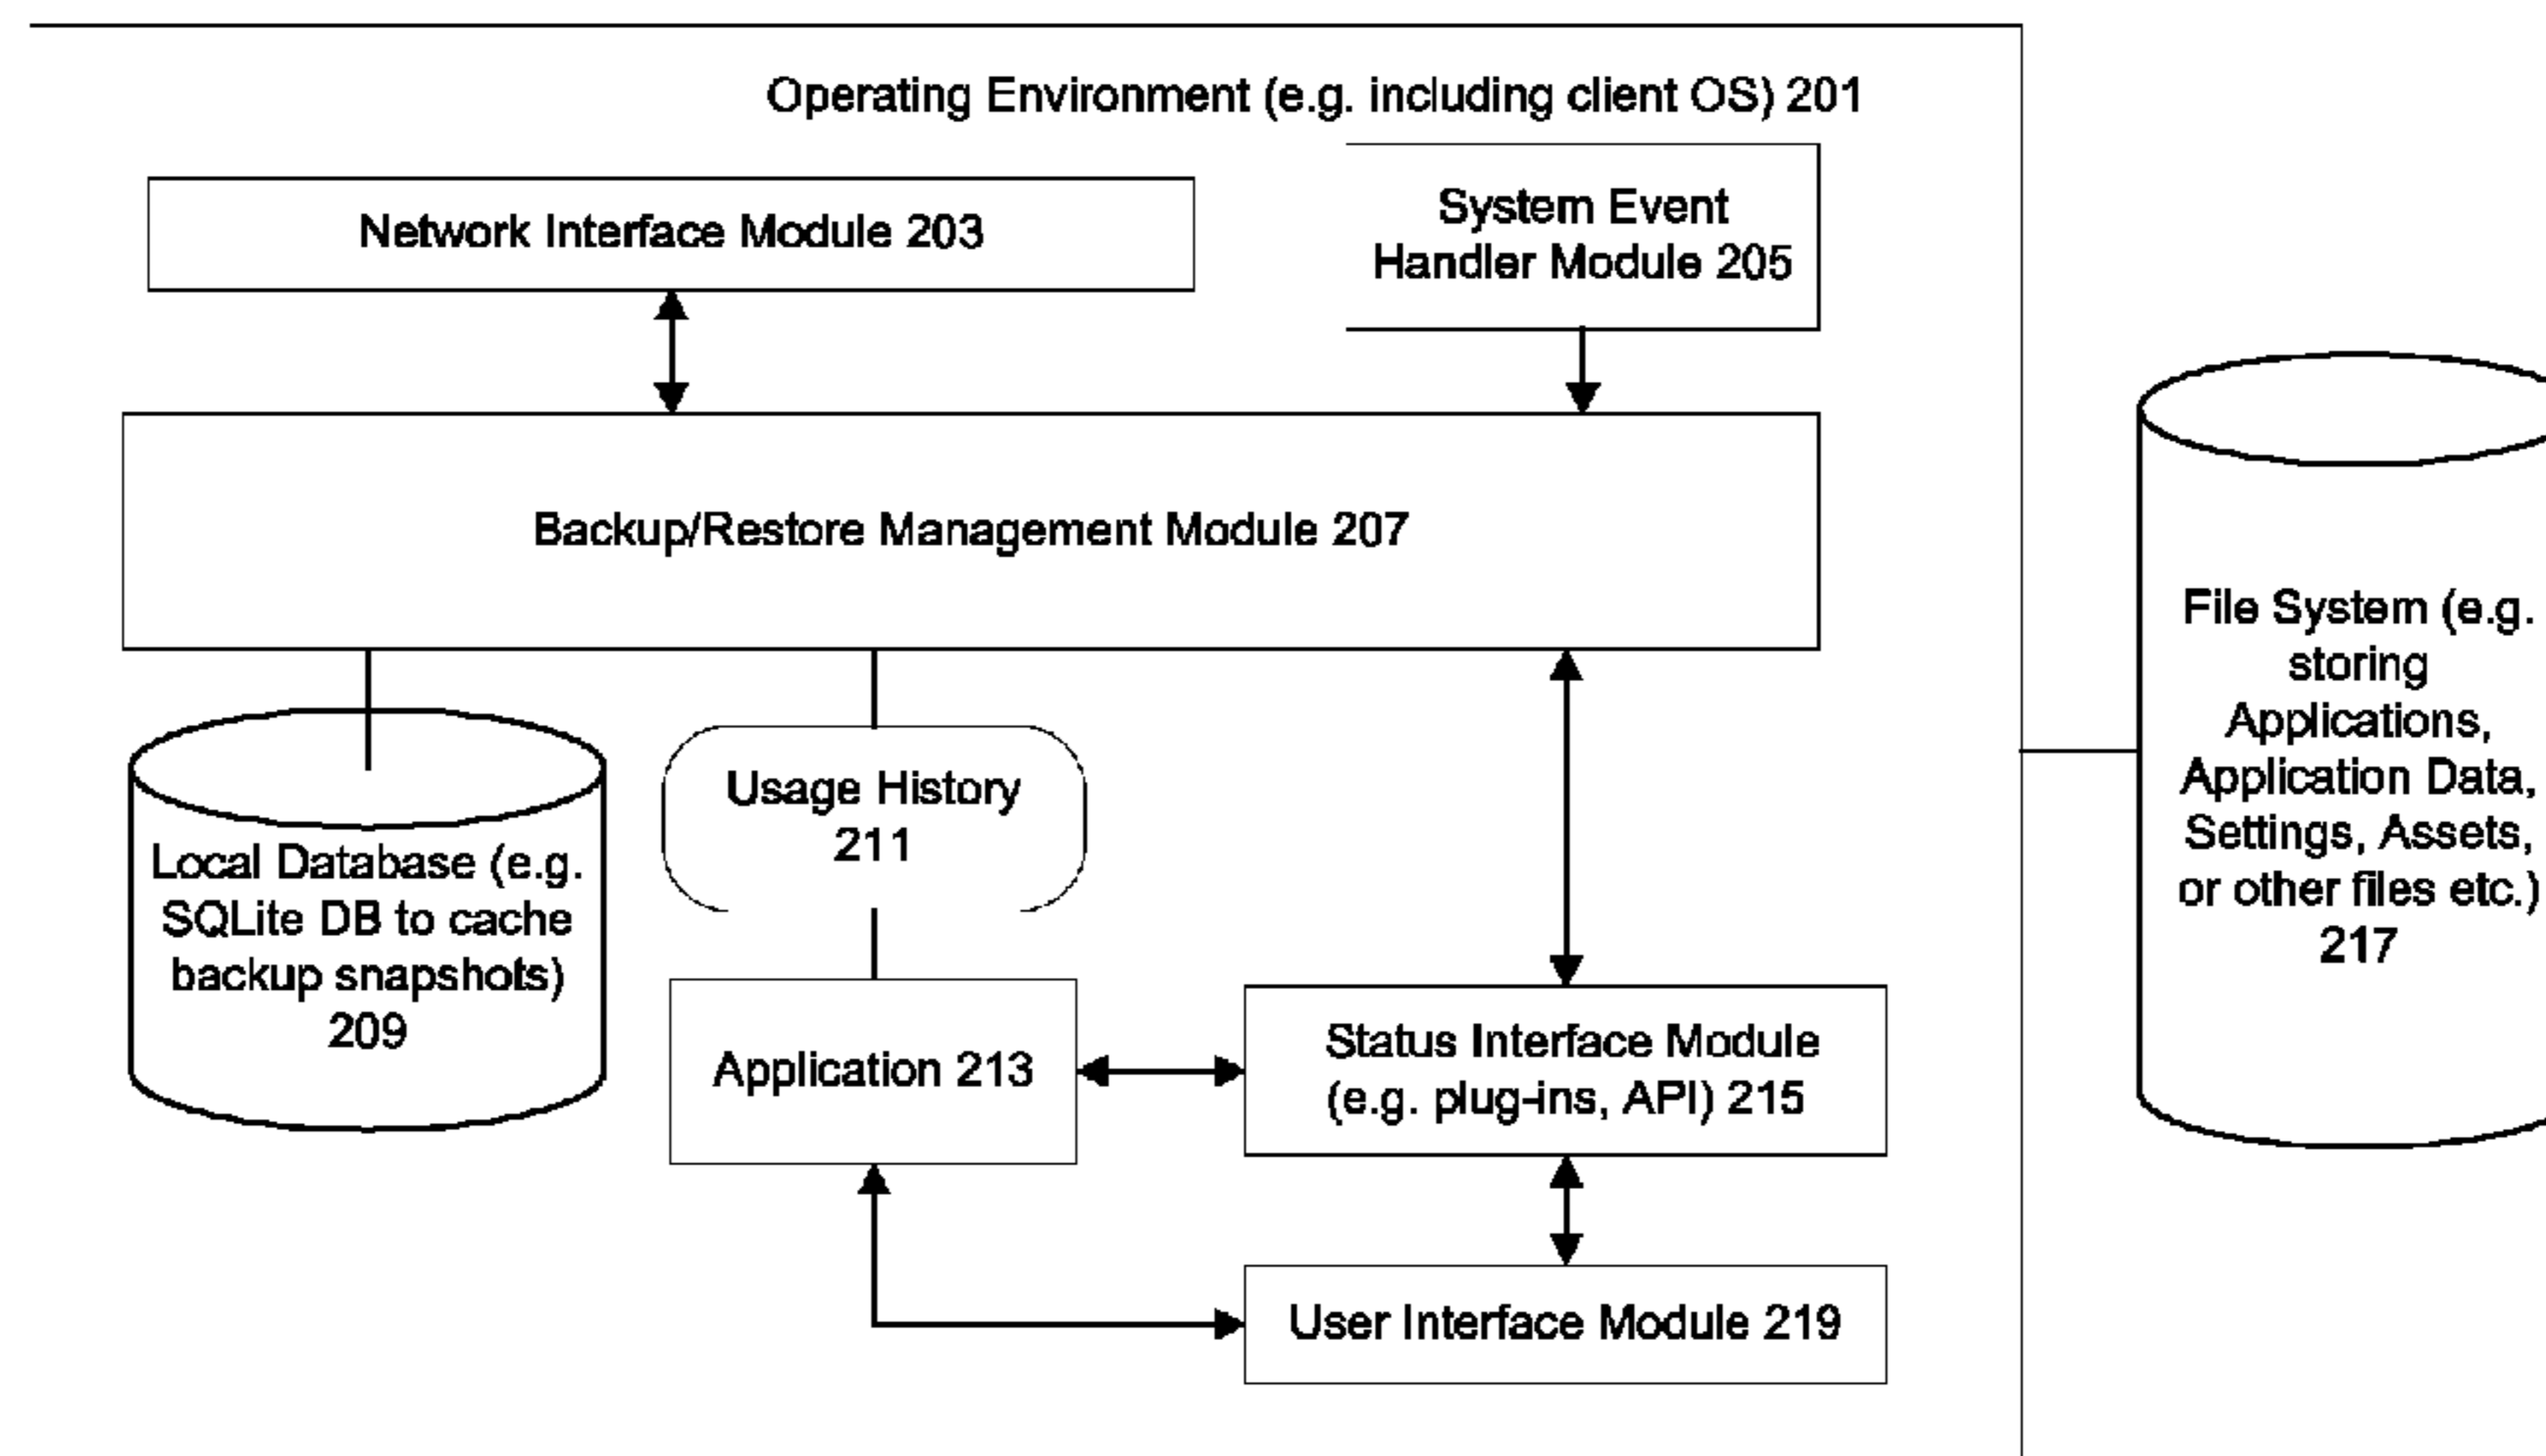 Operating Environment (e.g. including client OS) 201
Network Interface Module 203
System Event
Handler Module 205
Backup/Restore Management Module 207
Usage History
211
Local Database (e.g.
SQLite DB to cache
backup snapshots)
209
Application 213
Status Interface Module
(e.g. plug-ins, API) 215
User Interface Module 219
File System (e.g.
storing
Applications,
Application Data,
Settings, Assets,
or other files etc.)
217